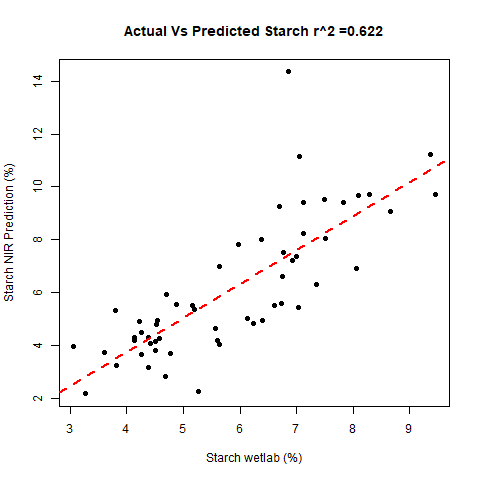 Actual Vs Predicted Starch r^2 =0.622
Starch NIR Prediction (%)
14
12
10
8
6
4
2
3 4 5 6 7 8 9
Starch wetlab (%)